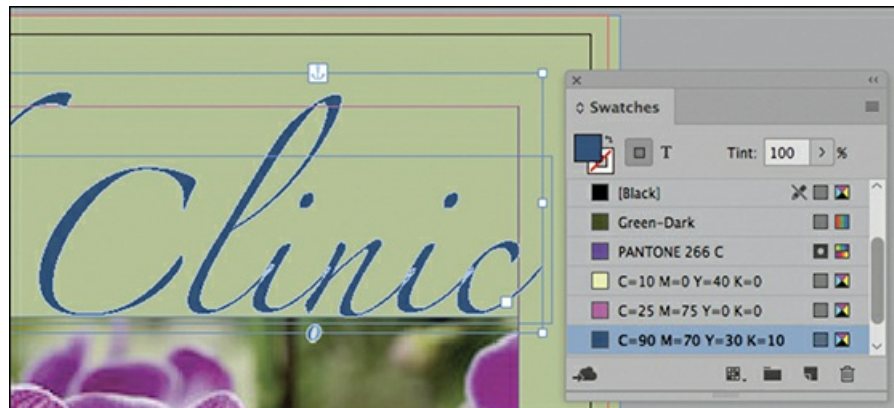 Clinic
Swatches
T Tint: 100 %
[Black]
Green-Dark
PANTONE 266 C
C=10 M=0 Y=40 K=0
C=25 M=75 Y=0 K=0
C=90 M=70 Y=30 K=10